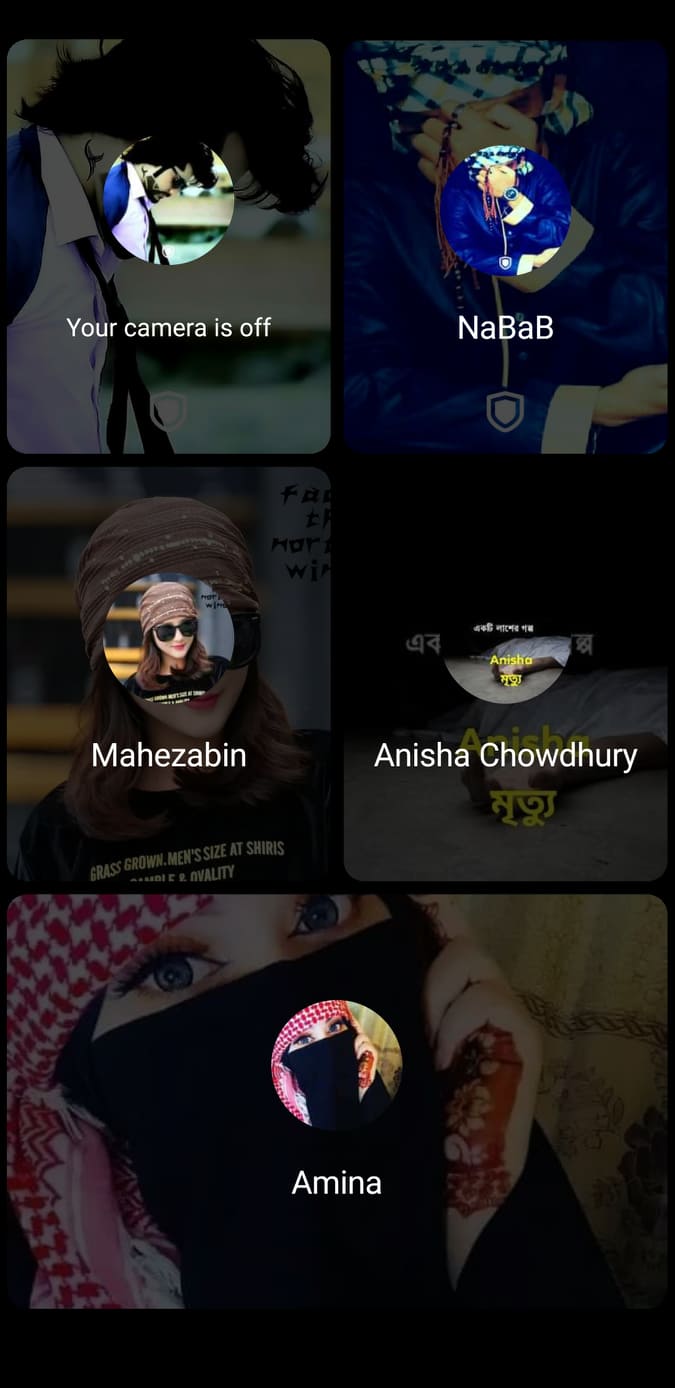 Your camera is off
NaBaB
Mahezabin
GRASS GROWN.MEN'S SIZE AT SHIRIS
একটি লাশের গল্প
Anisha
মৃত্যু
Anisha Chowdhury
মৃত্যু
Amina